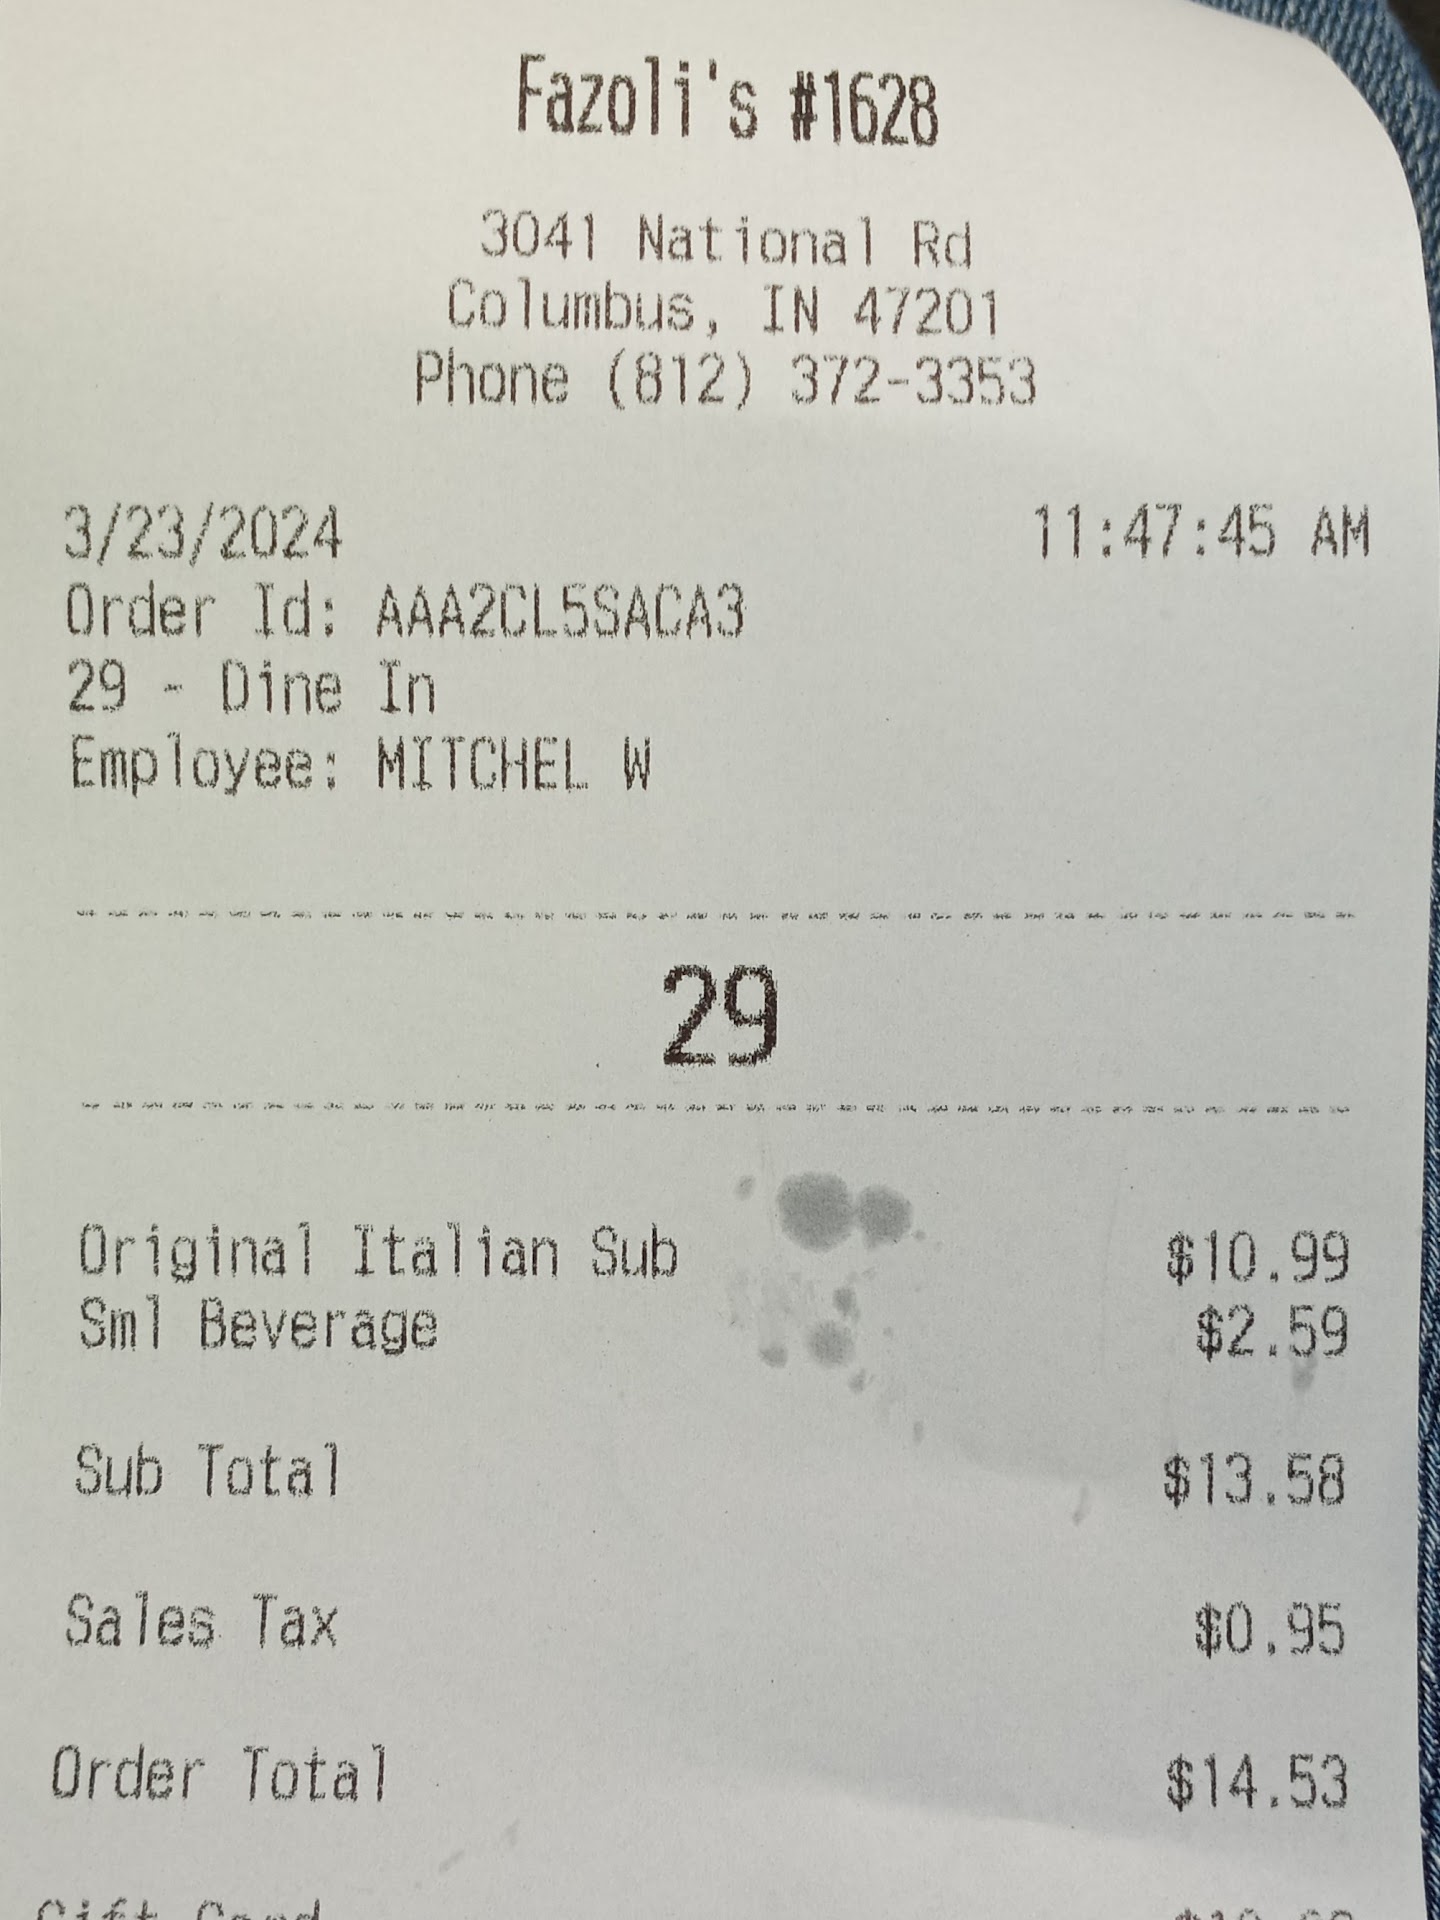 Fazoli's #1628
3041 National Rd
Columbus, IN 47201
Phone (812) 372-3353
3/23/2024 11:47:45 AM
Order Id: AAA2CL5SACA3
29 - Dine In
Employee: MITCHEL W
29
Original Italian Sub $10.99
Sml Beverage $2.59
Sub Total $13.58
Sales Tax $0.95
Order Total $14.53
Gift Card